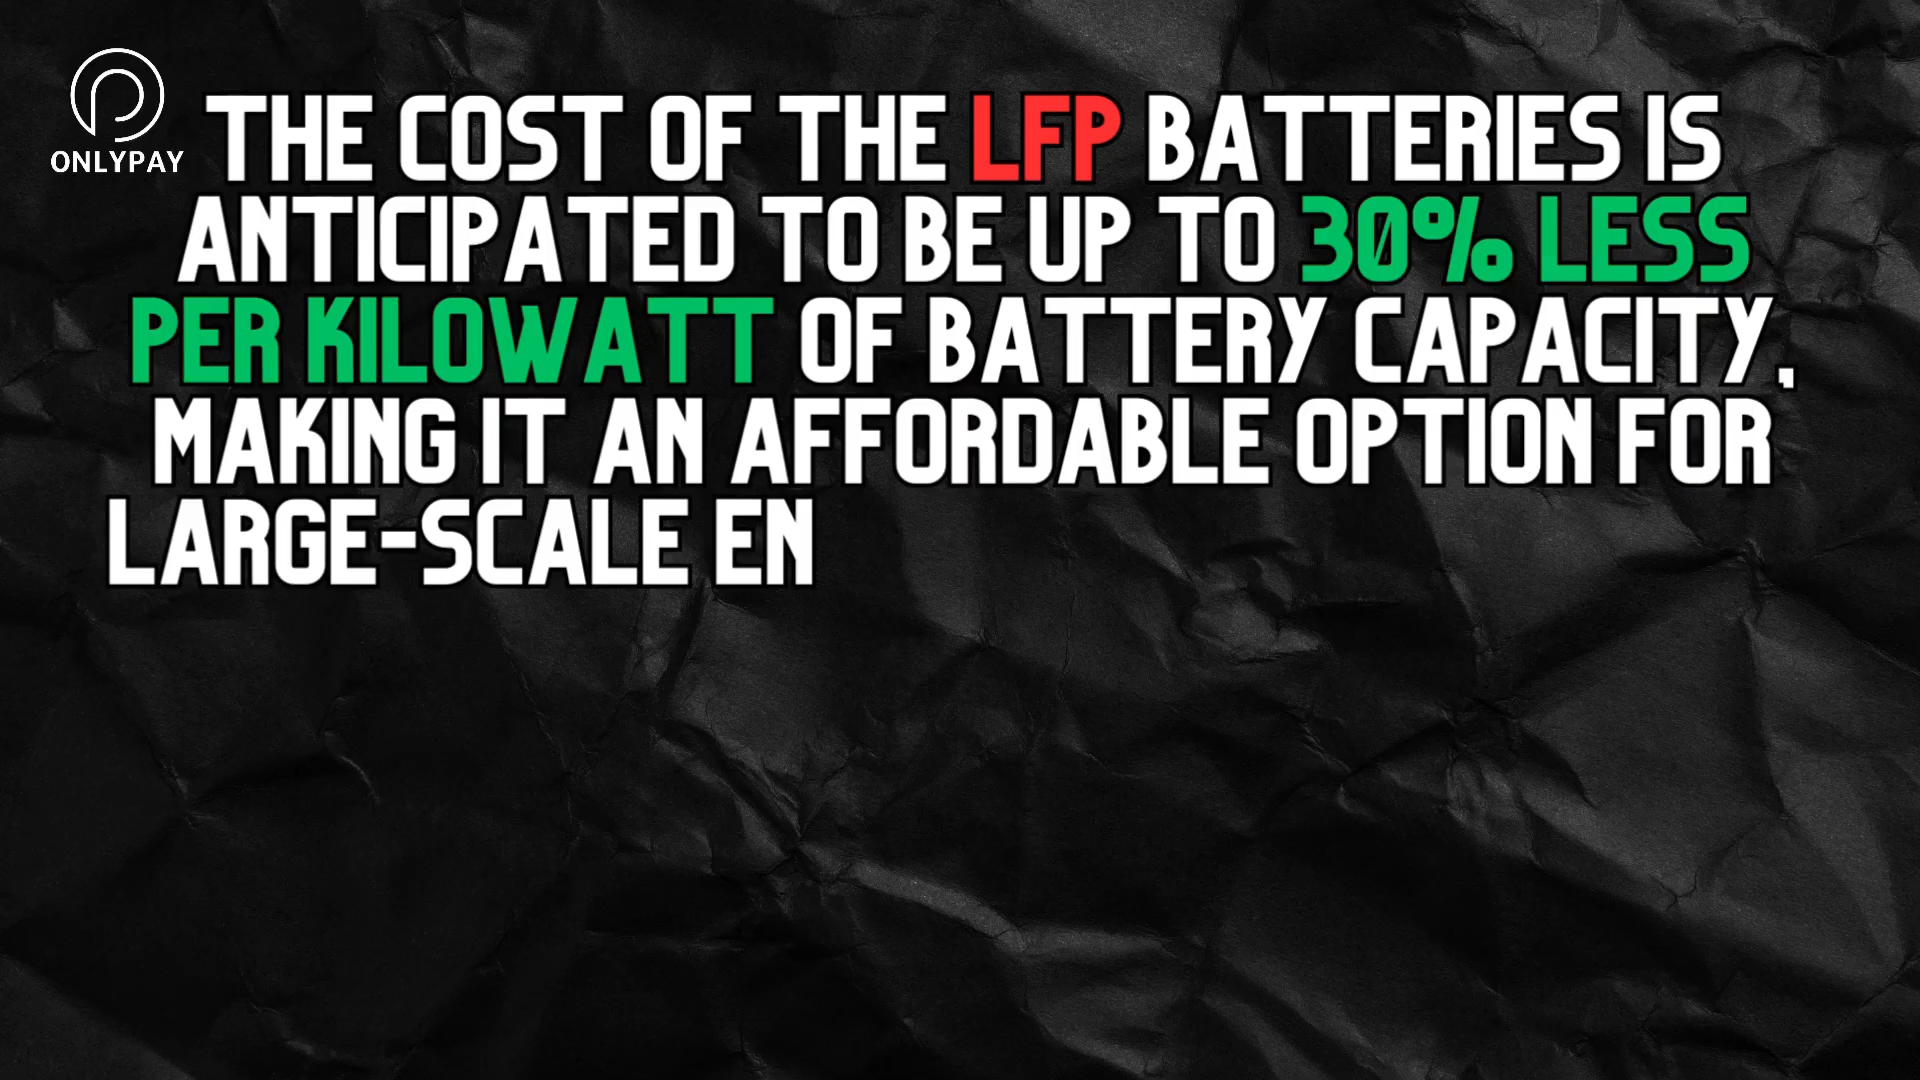 ONLYPAY
THE COST OF THE LFP BATTERIES IS
ANTICIPATED TO BE UP TO 30% LESS
PER KILOWATT OF BATTERY CAPACITY,
MAKING IT AN AFFORDABLE OPTION FOR
LARGE-SCALE EN